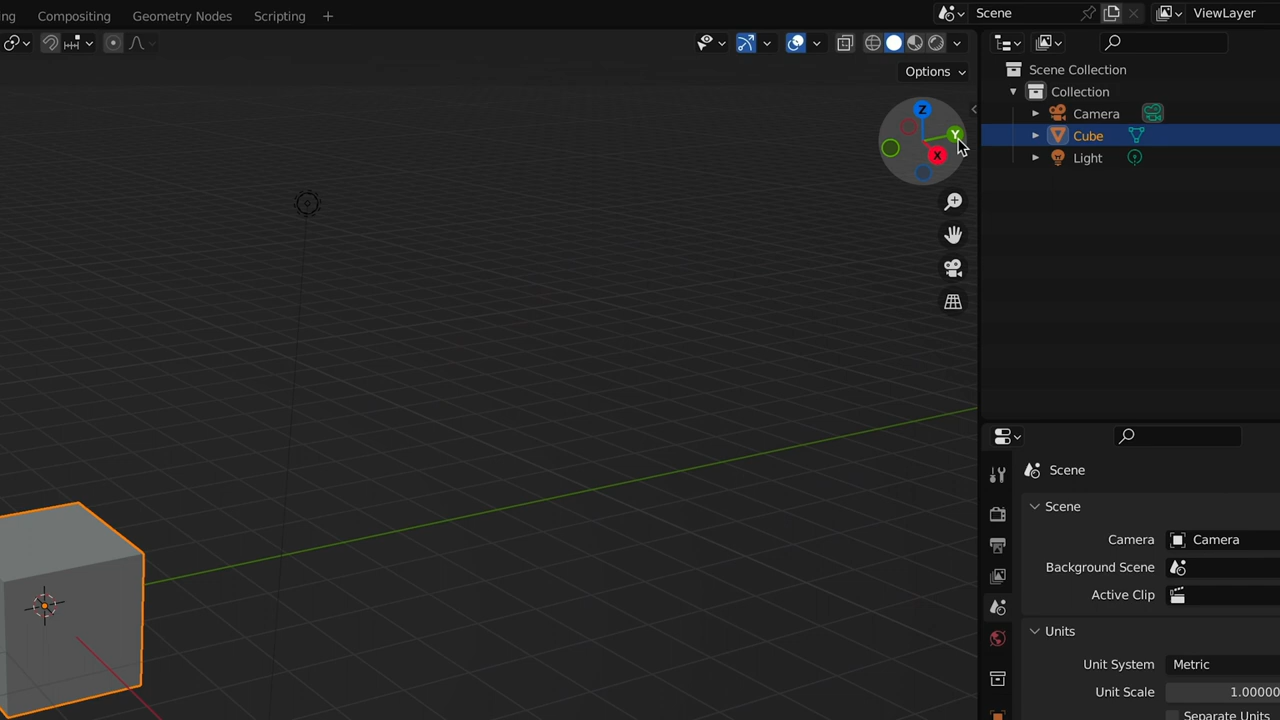 ng Compositing Geometry Nodes Scripting +
Scene
ViewLayer
Options
Z
Y
X
Scene Collection
Collection
Camera
Cube
Light
Scene
Scene
Camera Camera
Background Scene
Active Clip
Units
Unit System Metric
Unit Scale 1.00000
Separate Units